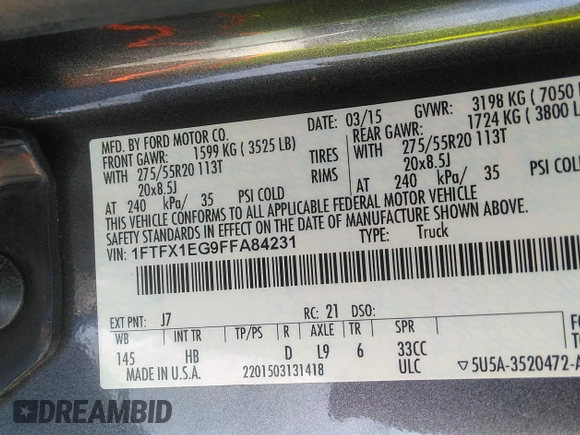 MFD. BY FORD MOTOR CO.
DATE: 03/15 GVWR: 3198 KG ( 7050
FRONT GAWR: 1599 KG ( 3525 LB) REAR GAWR: 1724 KG ( 3800 L
WITH 275/55R20 113T TIRES WITH 275/55R20 113T
20x8.5J RIMS 20x8.5J
AT 240 kPa/ 35 PSI COLD AT 240 kPa/ 35 PSI COLD
THIS VEHICLE CONFORMS TO ALL APPLICABLE FEDERAL MOTOR VEHICLE
SAFETY STANDARDS IN EFFECT ON THE DATE OF MANUFACTURE SHOWN ABOVE.
VIN: 1FTFX1EG9FFA84231 TYPE: Truck
EXT PNT: J7 RC: 21 DSO:
WB INT TR TP/PS R AXLE TR SPR
145 HB D L9 6 33CC
MADE IN U.S.A. 2201503131418 ULC ▽5U5A-3520472-A
DREAMBID